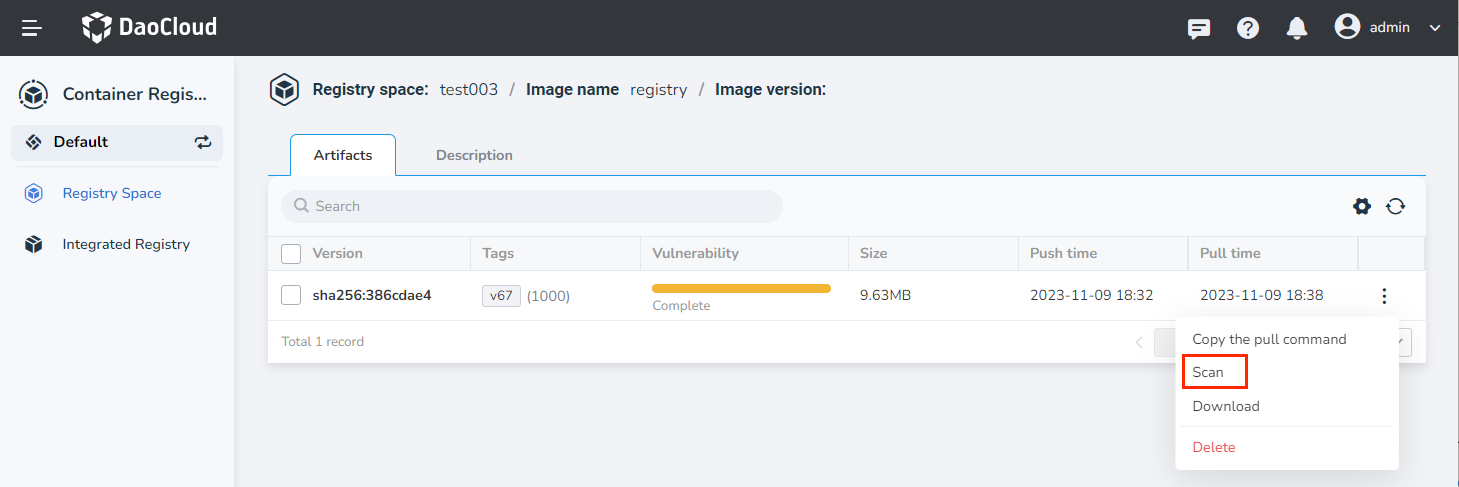 DaoCloud
admin
Container Regis...
Default
Registry Space
Integrated Registry
Registry space: test003 / Image name registry / Image version:
Artifacts Description
Search
Version Tags Vulnerability Size Push time Pull time
sha256:386cdae4 v67 (1000) Complete 9.63MB 2023-11-09 18:32 2023-11-09 18:38
Total 1 record
Copy the pull command
Scan
Download
Delete